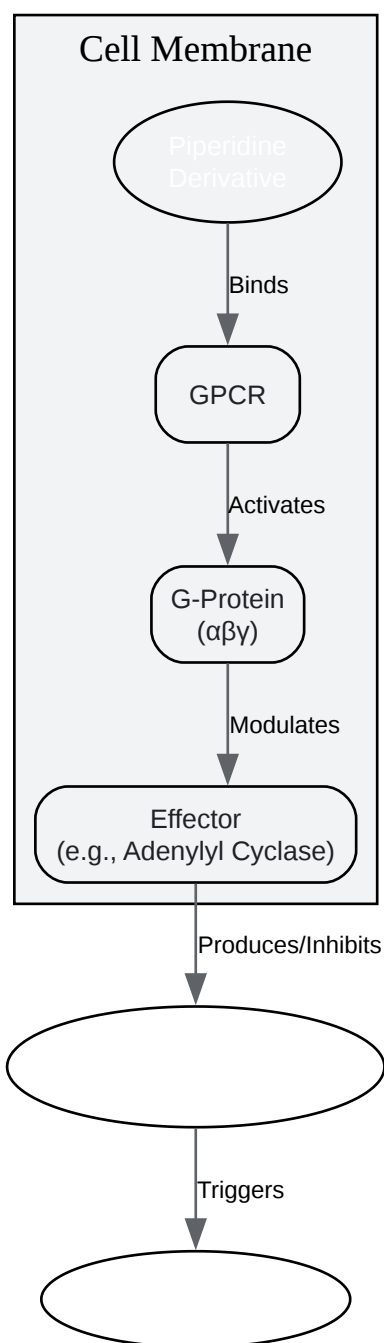 Cell Membrane
Piperidine
Derivative
Binds
GPCR
Activates
G-Protein
(αβγ)
Modulates
Effector
(e.g., Adenylyl Cyclase)
Produces/Inhibits
Triggers